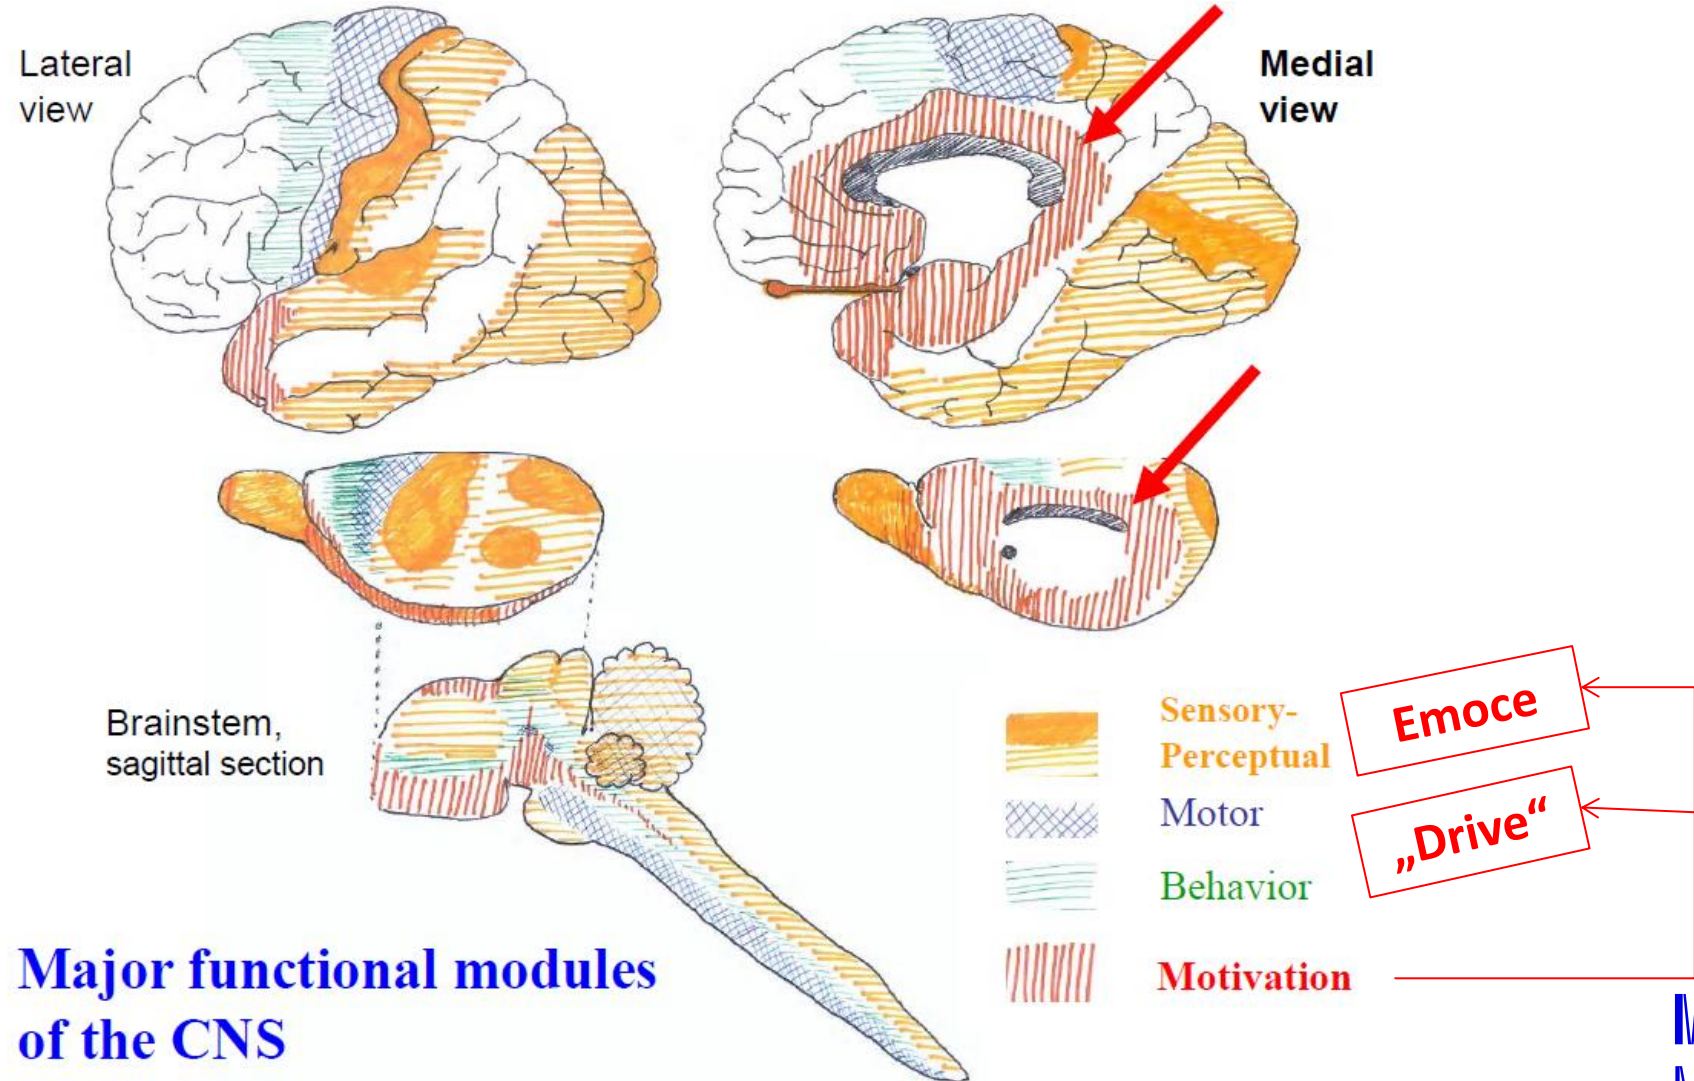 Lateral
view
Medial
view
Brainstem,
sagittal section
Sensory-
Perceptual
Motor
Behavior
Motivation
Emoce
„Drive“
Major functional modules
of the CNS